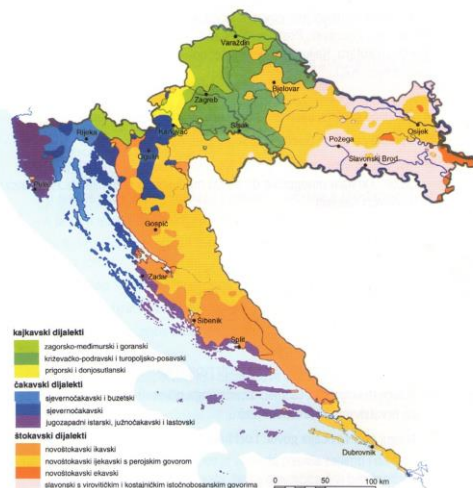 Varaždin
Bjelovar
Zagreb
Sisak
Karlovac
Rijeka
Ogulin
Pula
Požega
Osijek
Slavonski Brod
Gospić
Zadar
Šibenik
Split
Dubrovnik
kajkavski dijalekti
zagorsko-međimurski i goranski
križevačko-podravski i turopoljsko-posavski
prigorski i donjosutlanski
čakavski dijalekti
sjevernočakavski i buzetski
sjevernočakavski
jugozapadni istarski, južnočakavski i lastovski
štokavski dijalekti
novoštokavski ikavski
novoštokavski ijekavski s perojskim govorom
novoštokavski ekavski
slavonski s virovitičkim i kostajničkim istočnobosanskim govorima
0
100 km